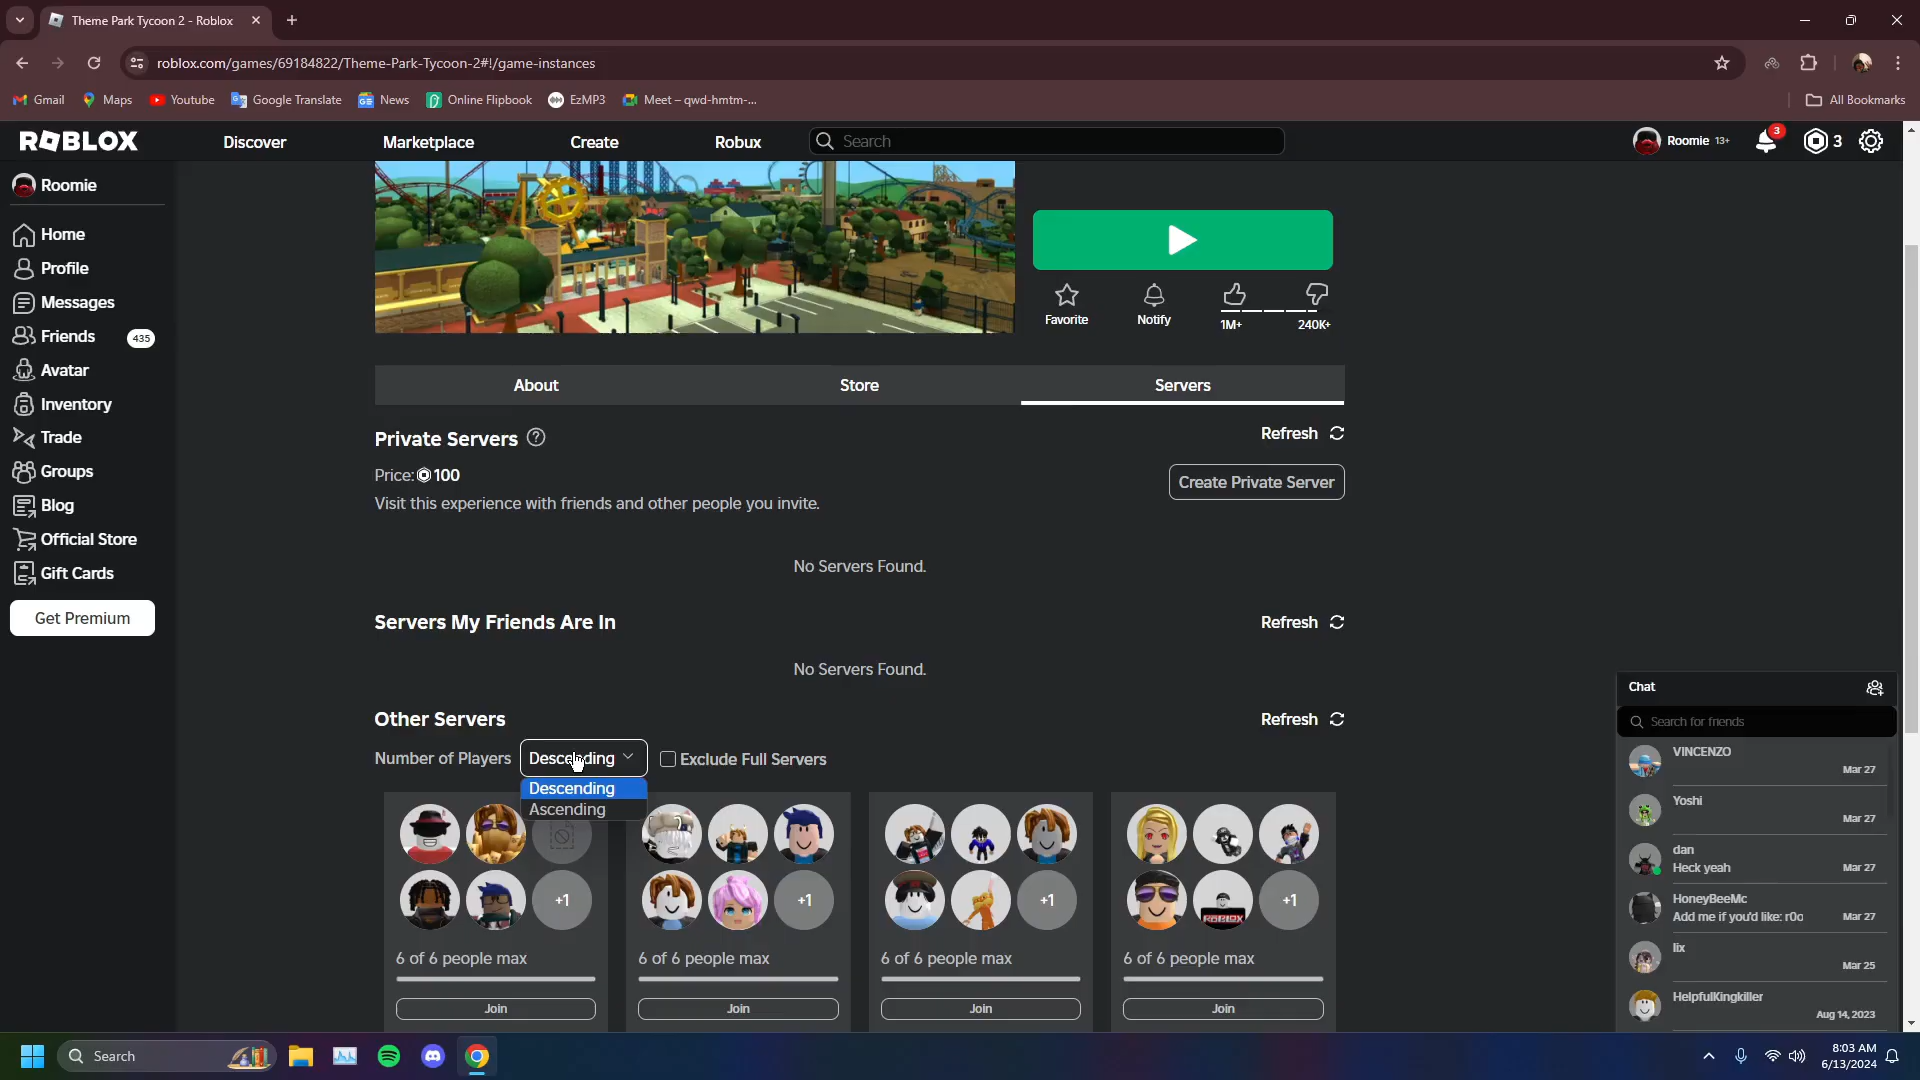 Theme Park Tycoon 2 - Roblox
roblox.com/games/69184822/Theme-Park-Tycoon-2#!/game-instances
Gmail Maps Youtube Google Translate News Online Flipbook EzMP3 Meet – qwd-hmtm-... All Bookmarks
ROBLOX Discover Marketplace Create Robux Search Roomie 13+ 3 3
Roomie
Home
Profile
Messages
Friends 435
Avatar
Inventory
Trade
Groups
Blog
Official Store
Gift Cards
Get Premium
Favorite Notify 1M+ 240K+
About Store Servers
Private Servers Refresh
Price: 100
Create Private Server
Visit this experience with friends and other people you invite.
No Servers Found.
Servers My Friends Are In Refresh
No Servers Found.
Other Servers Refresh
Number of Players Descending Exclude Full Servers
Descending
Ascending
+1 +1 +1 +1
6 of 6 people max 6 of 6 people max 6 of 6 people max 6 of 6 people max
Join Join Join Join
Chat
Search for friends
VINCENZO
Mar 27
Yoshi
Mar 27
dan
Heck yeah Mar 27
HoneyBeeMc
Add me if you'd like: r0o Mar 27
lix
Mar 25
HelpfulKingkiller
Aug 14, 2023
Search
8:03 AM
6/13/2024